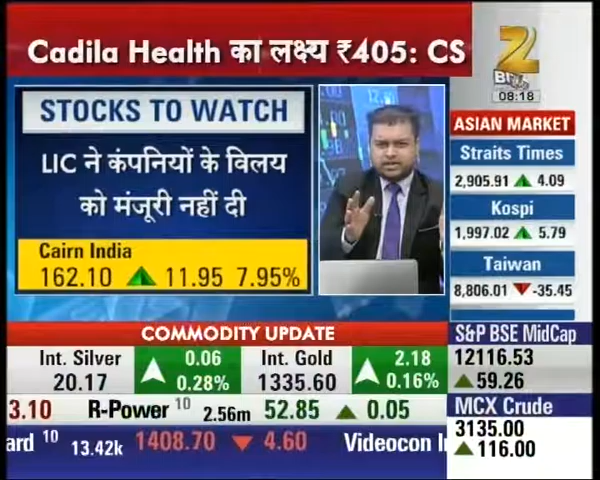 Cadila Health का लक्ष्य ₹405: CS
08:18
STOCKS TO WATCH
LIC ने कंपनियों के विलय
को मंजूरी नहीं दी
Cairn India
162.10 11.95 7.95%
ASIAN MARKET
Straits Times
2,905.91 4.09
Kospi
1,997.02 5.79
Taiwan
8,806.01 -35.45
COMMODITY UPDATE
Int. Silver
20.17
0.06
0.28%
Int. Gold
1335.60
2.18
0.16%
S&P BSE MidCap
12116.53
59.26
MCX Crude
3135.00
116.00
3.10 R-Power 10 2.56m 52.85 0.05
ard 10 13.42k 1408.70 4.60 Videocon I